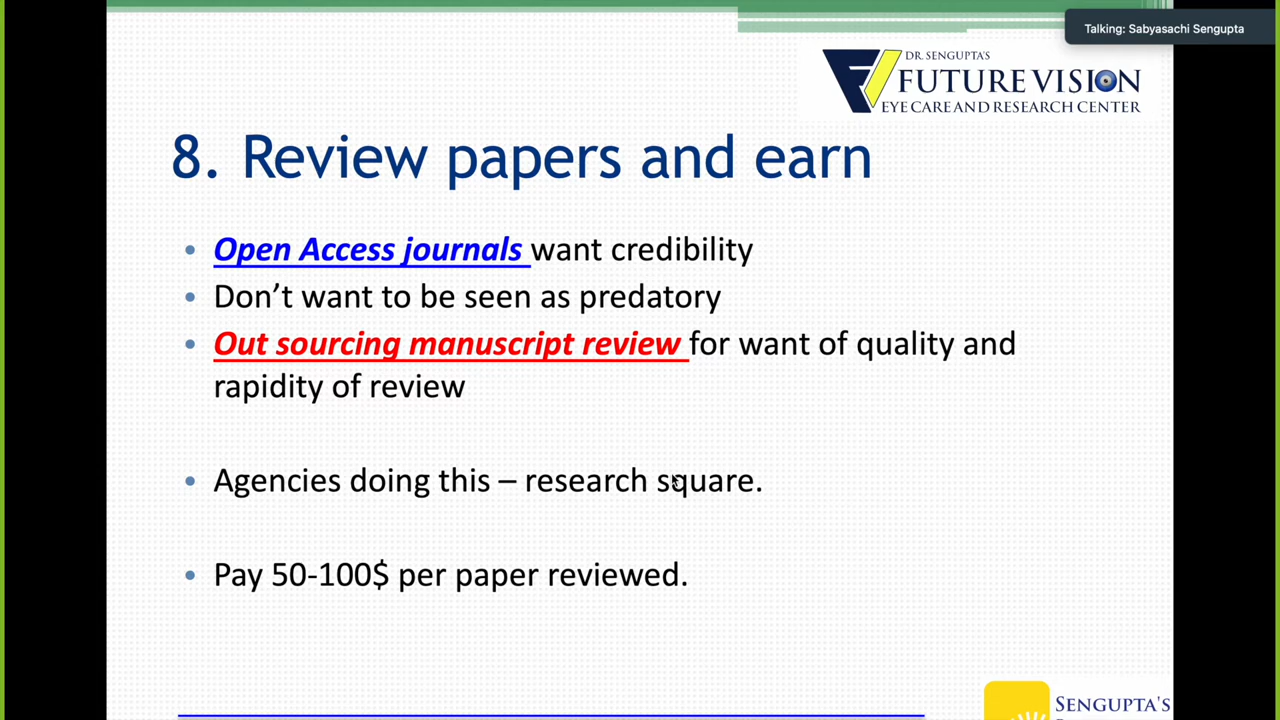 Talking: Sabyasachi Sengupta
DR. SENGUPTA'S
FUTURE VISION
EYE CARE AND RESEARCH CENTER
8. Review papers and earn
• Open Access journals want credibility
• Don't want to be seen as predatory
• Out sourcing manuscript review for want of quality and
rapidity of review
• Agencies doing this – research square.
• Pay 50-100$ per paper reviewed.
SENGUPTA'S